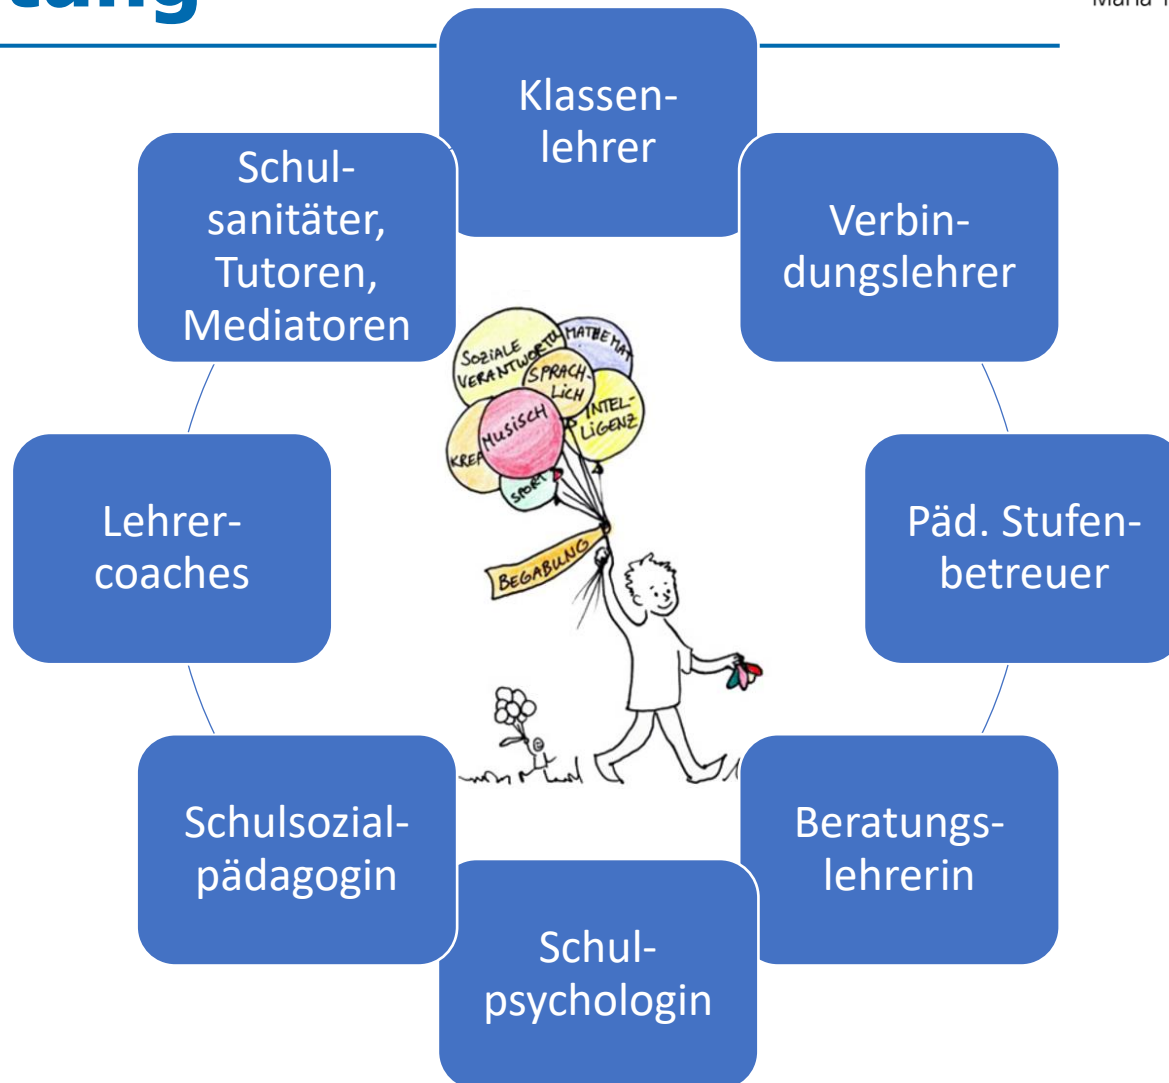 Klassen-
lehrer
Verbin-
dungslehrer
Päd. Stufen-
betreuer
Beratungs-
lehrerin
Schul-
psychologin
Schulsozial-
pädagogin
Lehrer-
coaches
Schul-
sanitäter,
Tutoren,
Mediatoren
SOZIALE
VERANTWORTU
MATHEMAT
SPRACH-
LICH
INTEL-
LIGENZ
MUSISCH
SPORT
BEGABUNG